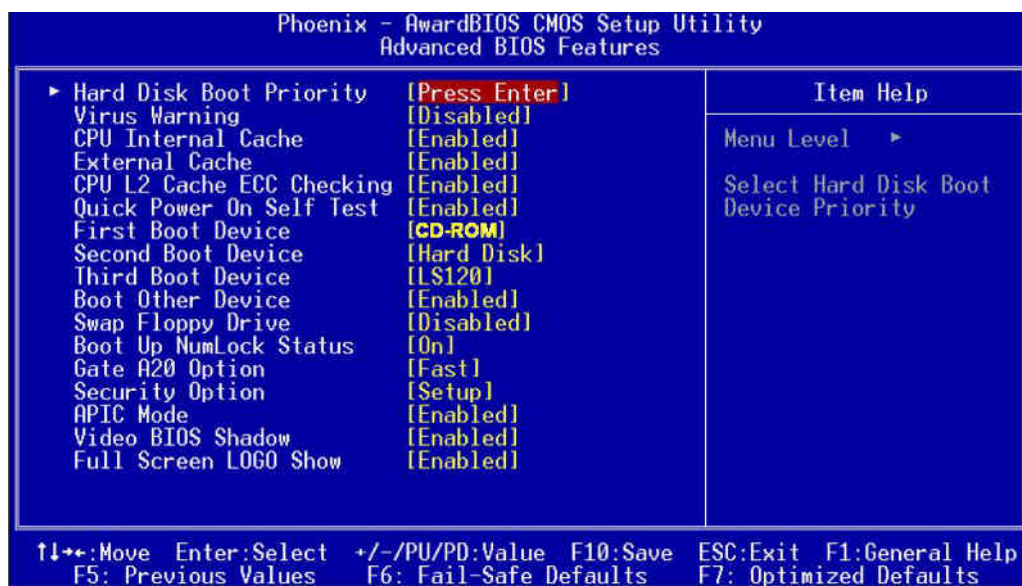 Phoenix - AwardBIOS CMOS Setup Utility
Advanced BIOS Features
► Hard Disk Boot Priority [Press Enter]
Virus Warning [Disabled]
CPU Internal Cache [Enabled]
External Cache [Enabled]
CPU L2 Cache ECC Checking [Enabled]
Quick Power On Self Test [Enabled]
First Boot Device [CD-ROM]
Second Boot Device [Hard Disk]
Third Boot Device [LS120]
Boot Other Device [Enabled]
Swap Floppy Drive [Disabled]
Boot Up NumLock Status [On]
Gate A20 Option [Fast]
Security Option [Setup]
APIC Mode [Enabled]
Video BIOS Shadow [Enabled]
Full Screen LOGO Show [Enabled]
Item Help
Menu Level ►
Select Hard Disk Boot
Device Priority
↑↓→←:Move Enter:Select +/-/PU/PD:Value F10:Save ESC:Exit F1:General Help
F5: Previous Values F6: Fail-Safe Defaults F7: Optimized Defaults